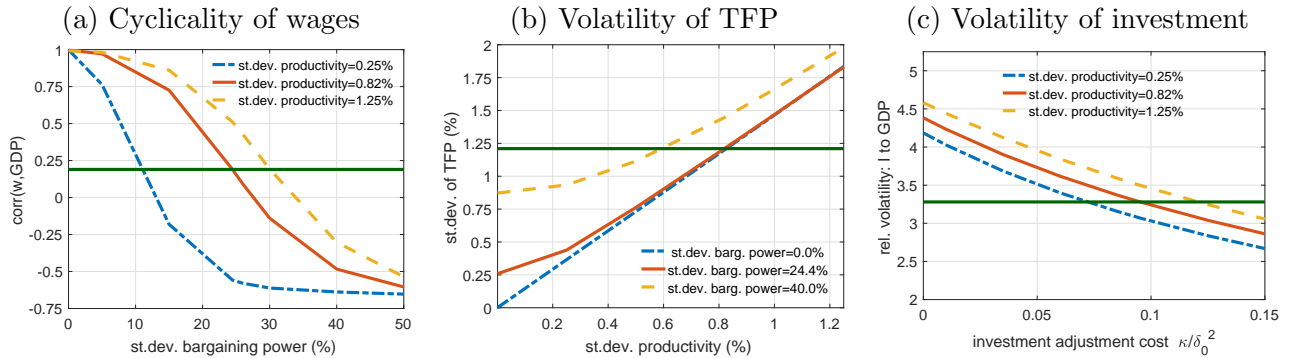 (a) Cyclicality of wages
corr(w,GDP)
1
0.75
0.5
0.25
0
-0.25
-0.5
-0.75
st.dev. productivity=0.25%
st.dev. productivity=0.82%
st.dev. productivity=1.25%
0 10 20 30 40 50
st.dev. bargaining power (%)
(b) Volatility of TFP
st.dev. of TFP (%)
2
1.75
1.5
1.25
1
0.75
0.5
0.25
0
st.dev barg. power=0.0%
st.dev. barg. power=24.4%
st.dev. barg. power=40.0%
0 0.2 0.4 0.6 0.8 1 1.2
st.dev. productivity (%)
(c) Volatility of investment
rel. volatility: I to GDP
5
4.5
4
3.5
3
2.5
2
st.dev. productivity=0.25%
st.dev. productivity=0.82%
st.dev. productivity=1.25%
0 0.05 0.1 0.15
investment adjustment cost κ/δ₀²